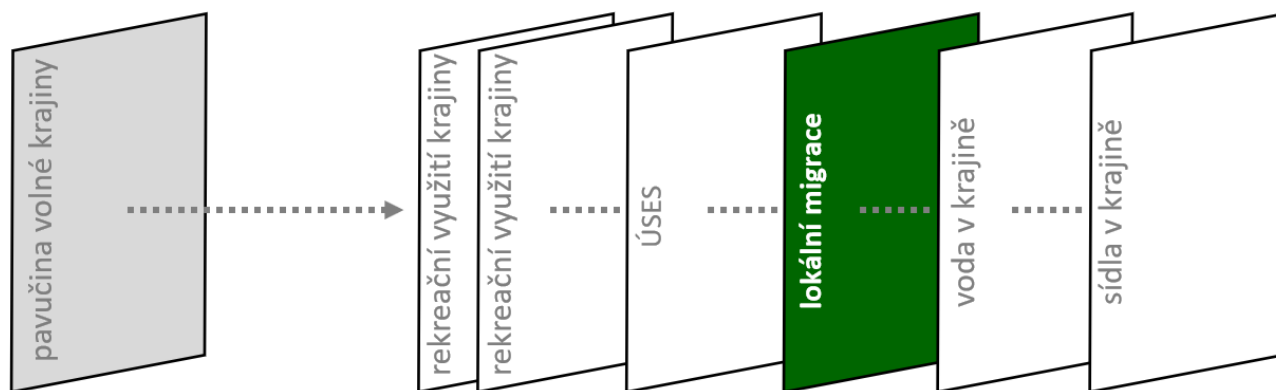 pavučina volné krajiny
rekreační využití krajiny
rekreační využití krajiny
ÚSES
lokální migrace
voda v krajině
sídla v krajině